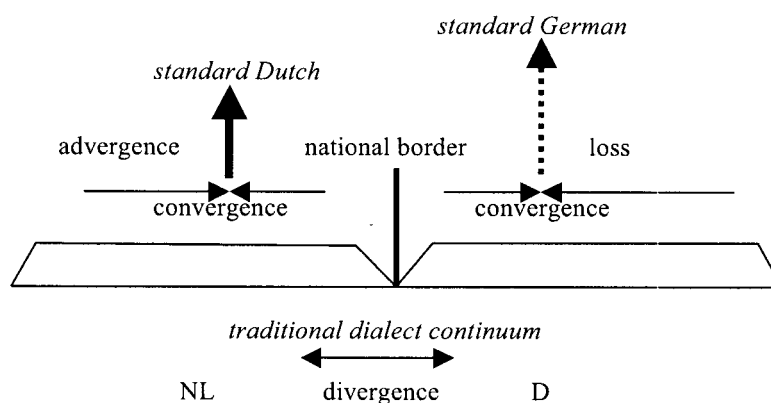 standard German
standard Dutch
advergence national border loss
convergence convergence
traditional dialect continuum
NL divergence D